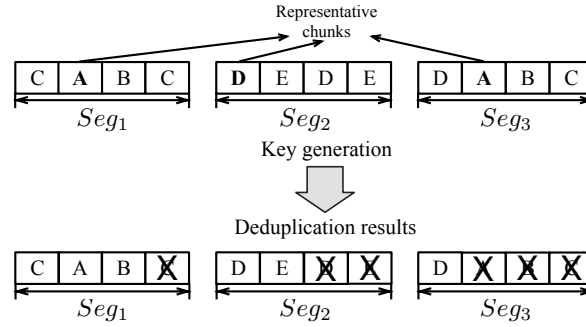 Representative
chunks
C A B C D E D E D A B C
Seg1 Seg2 Seg3
Key generation
Deduplication results
C A B C D E D E D A B C
Seg1 Seg2 Seg3